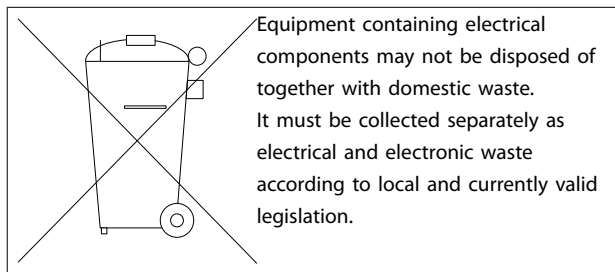 Equipment containing electrical
components may not be disposed of
together with domestic waste.
It must be collected separately as
electrical and electronic waste
according to local and currently valid
legislation.